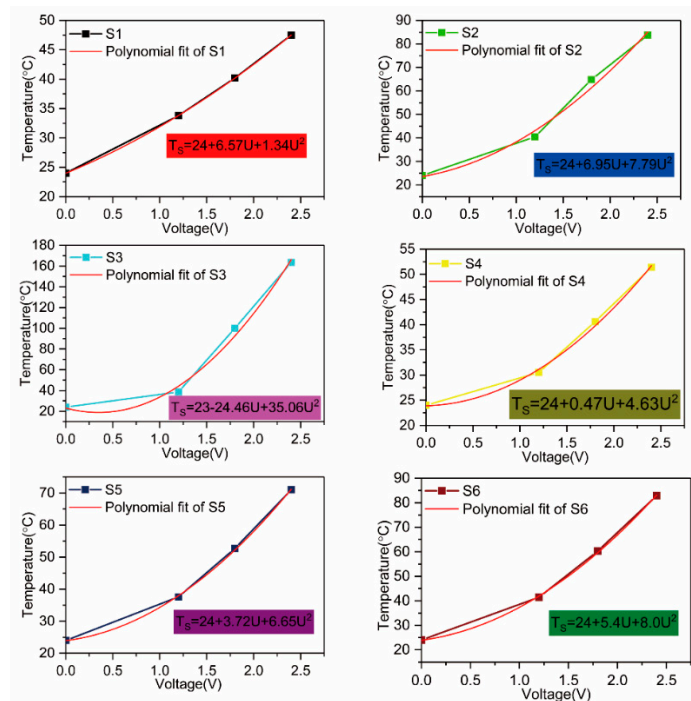 50
45
40
35
30
25
20
Temperature(°C)
S1
Polynomial fit of S1
T_S=24+6.57U+1.34U²
0.0 0.5 1.0 1.5 2.0 2.5
Voltage(V)
90
80
70
60
50
40
30
20
Temperature(°C)
S2
Polynomial fit of S2
T_S=24+6.95U+7.79U²
0.0 0.5 1.0 1.5 2.0 2.5
Voltage(V)
180
160
140
120
100
80
60
40
20
Temperature(°C)
S3
Polynomial fit of S3
T_S=23-24.46U+35.06U²
0.0 0.5 1.0 1.5 2.0 2.5
Voltage(V)
55
50
45
40
35
30
25
20
Temperature(°C)
S4
Polynomial fit of S4
T_S=24+0.47U+4.63U²
0.0 0.5 1.0 1.5 2.0 2.5
Voltage(V)
70
60
50
40
30
20
Temperature(°C)
S5
Polynomial fit of S5
T_S=24+3.72U+6.65U²
0.0 0.5 1.0 1.5 2.0 2.5
Voltage(V)
90
80
70
60
50
40
30
20
Temperature(°C)
S6
Polynomial fit of S6
T_S=24+5.4U+8.0U²
0.0 0.5 1.0 1.5 2.0 2.5
Voltage(V)